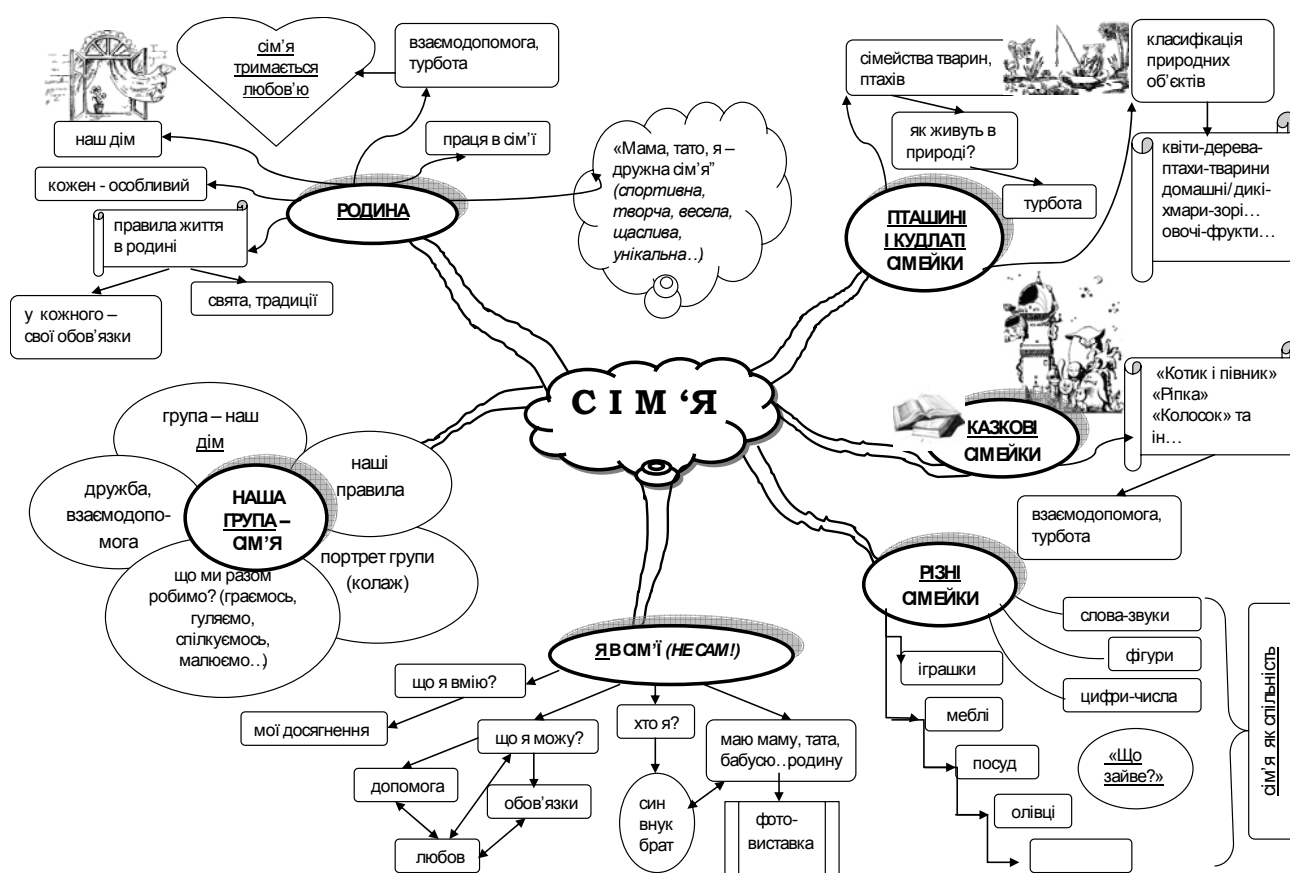 сім’я
тримається
любов’ю
взаємодопомога,
турбота
наш дім
праця в сім’ї
кожен - особливий
РОДИНА
правила життя
в родині
свята, традиції
у кожного –
свої обов’язки
«Мама, тато, я –
дружна сім’я”
(спортивна,
творча, весела,
щаслива,
унікальна..)
сімейства тварин,
птахів
як живуть в
природі?
турбота
класифікація
природних
об’єктів
квіти-дерева-
птахи-тварини
домашні/дикі-
хмари-зорі…
овочі-фрукти…
ПТАШИНІ
І КУДЛАТІ
СІМЕЙКИ
СІМ‘Я
КАЗКОВІ
СІМЕЙКИ
«Котик і півник»
«Ріпка»
«Колосок» та
ін…
взаємодопомога,
турбота
група – наш
дім
наші
правила
дружба,
взаємодопо-
мога
НАША
ГРУПА –
СІМ’Я
портрет групи
(колаж)
що ми разом
робимо? (граємось,
гуляємо,
спілкуємось,
малюємо..)
РІЗНІ
СІМЕЙКИ
слова-звуки
фігури
цифри-числа
іграшки
меблі
посуд
олівці
«Що
зайве?»
сім’я як спільність
Я В СІМ’Ї (НЕ САМ!)
що я вмію?
мої досягнення
що я можу?
допомога
обов’язки
любов
хто я?
син
внук
брат
маю маму, тата,
бабусю..родину
фото-
виставка